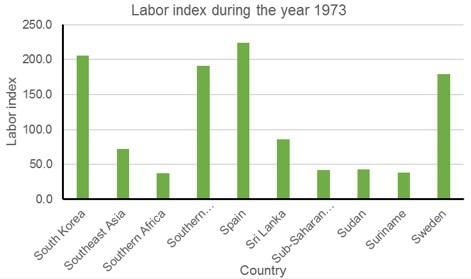 Labor index during the year 1973
Labor index
250.0
200.0
150.0
100.0
50.0
0.0
South Korea
Southeast Asia
Southern Africa
Southern...
Spain
Sri Lanka
Sub-Saharan...
Sudan
Suriname
Sweden
Country